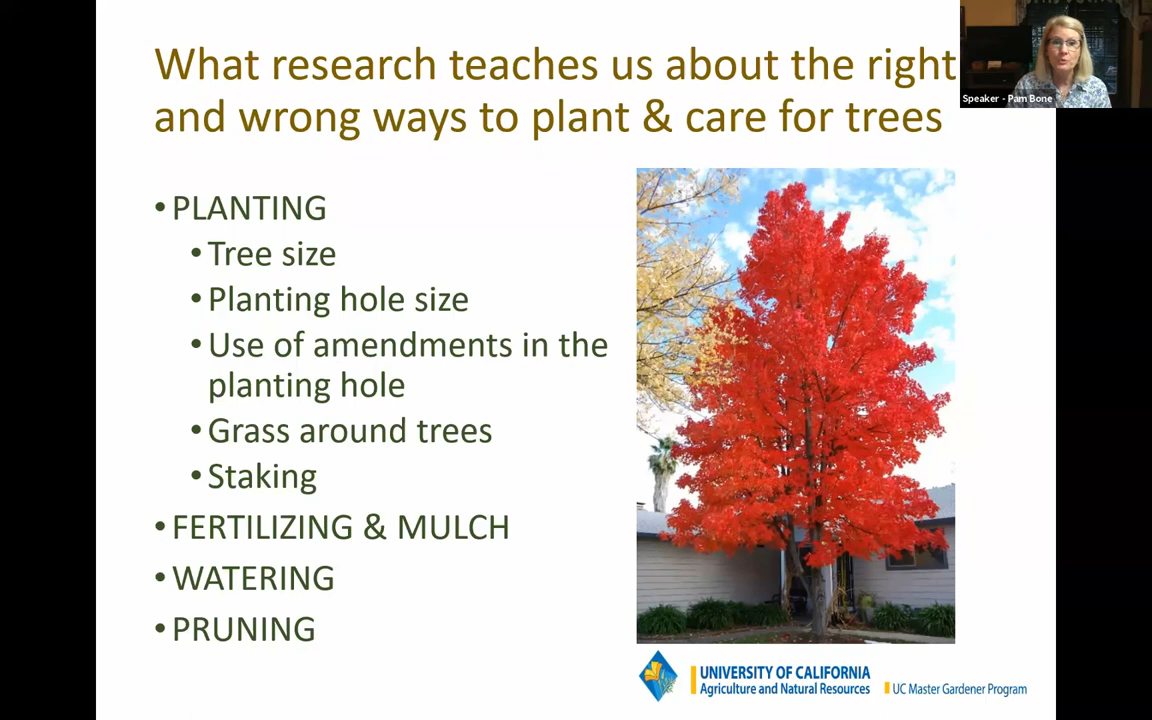 What research teaches us about the right
and wrong ways to plant & care for trees
Speaker - Pam Bone
• PLANTING
• Tree size
• Planting hole size
• Use of amendments in the
planting hole
• Grass around trees
• Staking
• FERTILIZING & MULCH
• WATERING
• PRUNING
UNIVERSITY OF CALIFORNIA
Agriculture and Natural Resources
UC Master Gardener Program